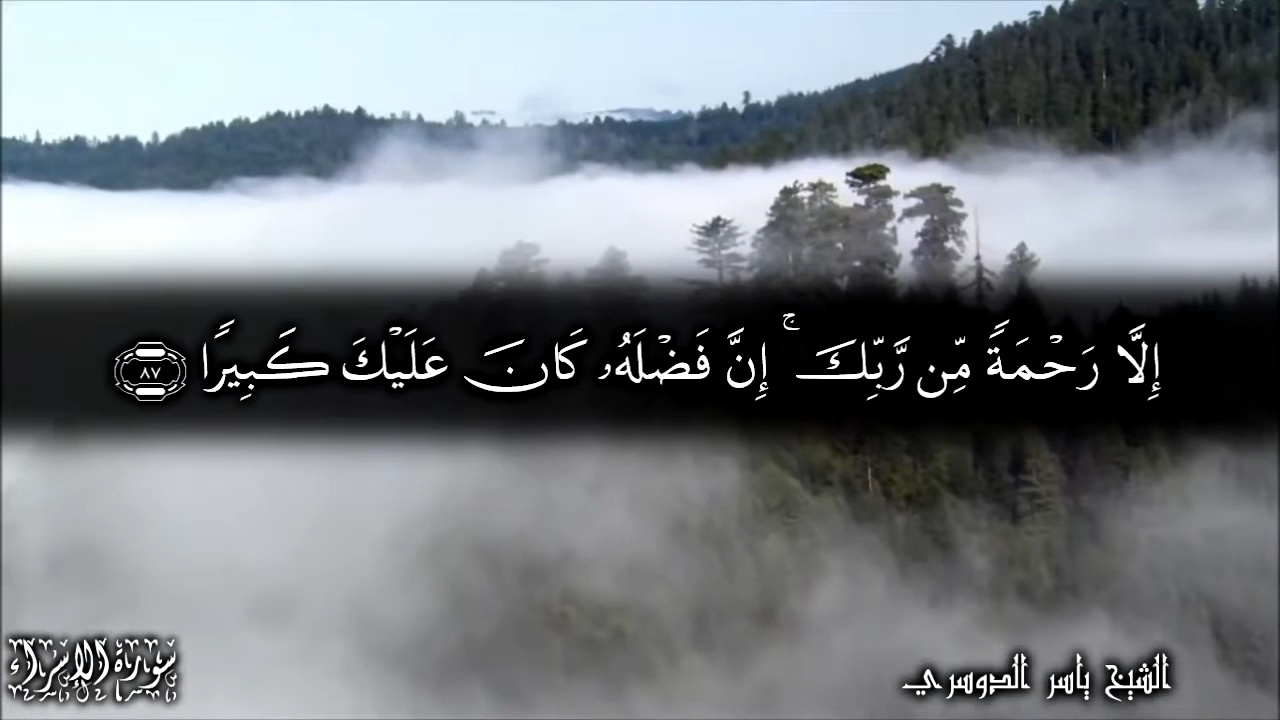 إِلَّا رَحْمَةً مِّن رَّبِّكَ ۚ إِنَّ فَضْلَهُۥ كَانَ عَلَيْكَ كَبِيرًا ٨٧
سورة الإسراء
الشيخ ياسر الدوسري